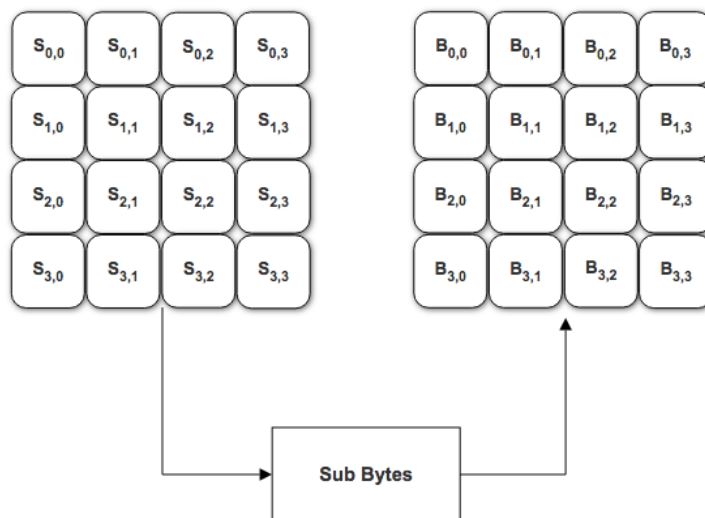 S0,0 S0,1 S0,2 S0,3 B0,0 B0,1 B0,2 B0,3
S1,0 S1,1 S1,2 S1,3 B1,0 B1,1 B1,2 B1,3
S2,0 S2,1 S2,2 S2,3 B2,0 B2,1 B2,2 B2,3
S3,0 S3,1 S3,2 S3,3 B3,0 B3,1 B3,2 B3,3
Sub Bytes